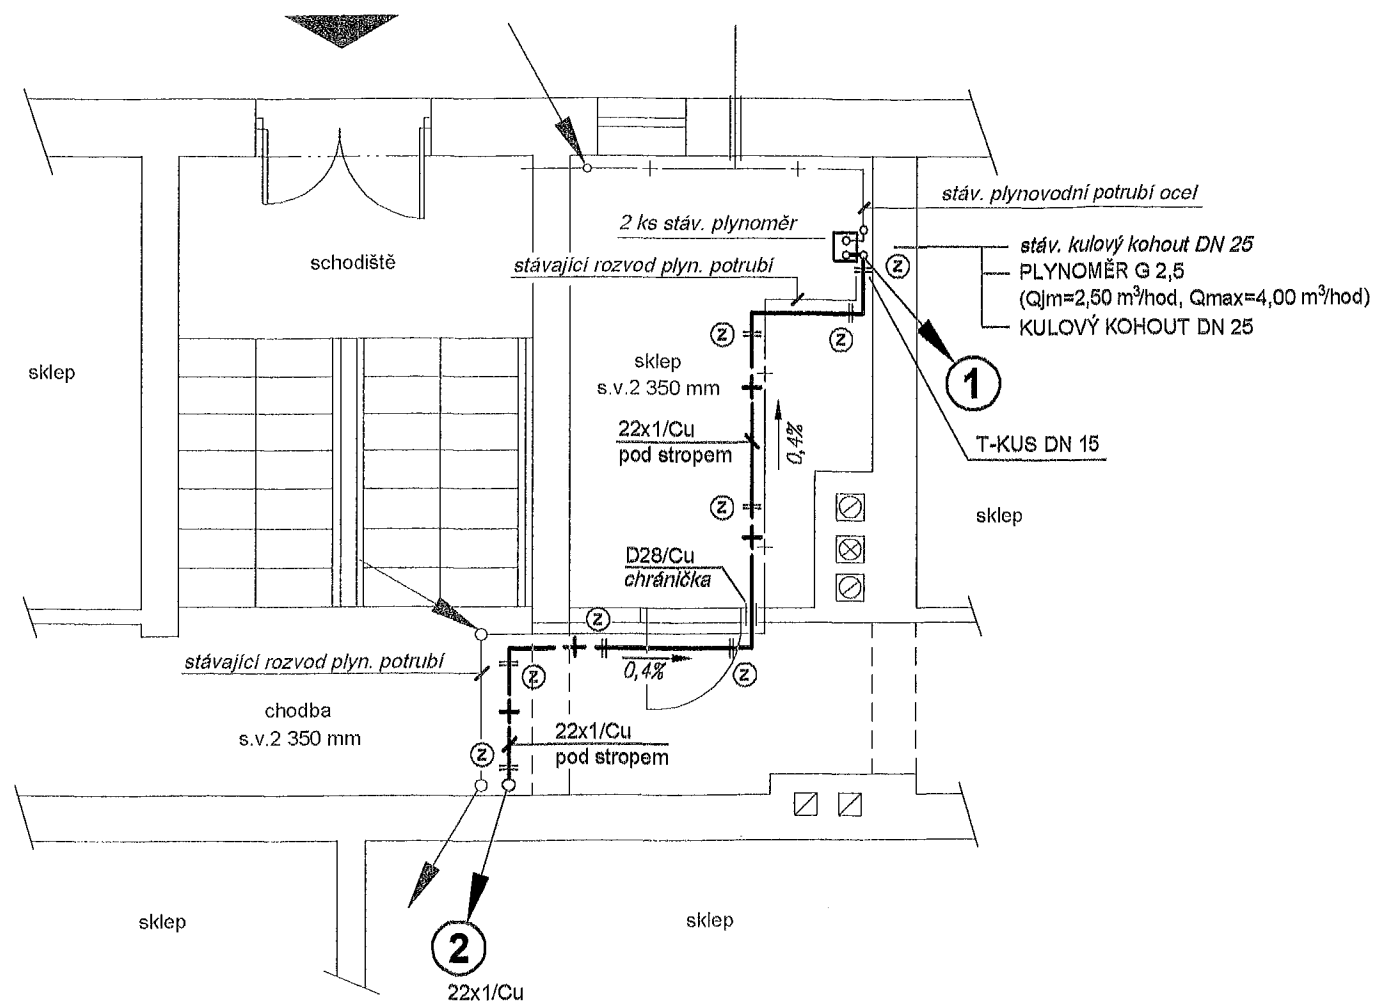 stáv. plynovodní potrubí ocel
2 ks stáv. plynoměr
stáv. kulový kohout DN 25
schodiště
stávající rozvod plyn. potrubí
Z
PLYNOMĚR G 2,5
(Qjm=2,50 m³/hod, Qmax=4,00 m³/hod)
KULOVÝ KOHOUT DN 25
Z
Z
sklep
sklep
s.v.2 350 mm
1
22x1/Cu
pod stropem
0,4%
T-KUS DN 15
Z
sklep
D28/Cu
chránička
Z
stávající rozvod plyn. potrubí
Z
0,4%
Z
chodba
s.v.2 350 mm
22x1/Cu
pod stropem
Z
sklep
sklep
2
22x1/Cu